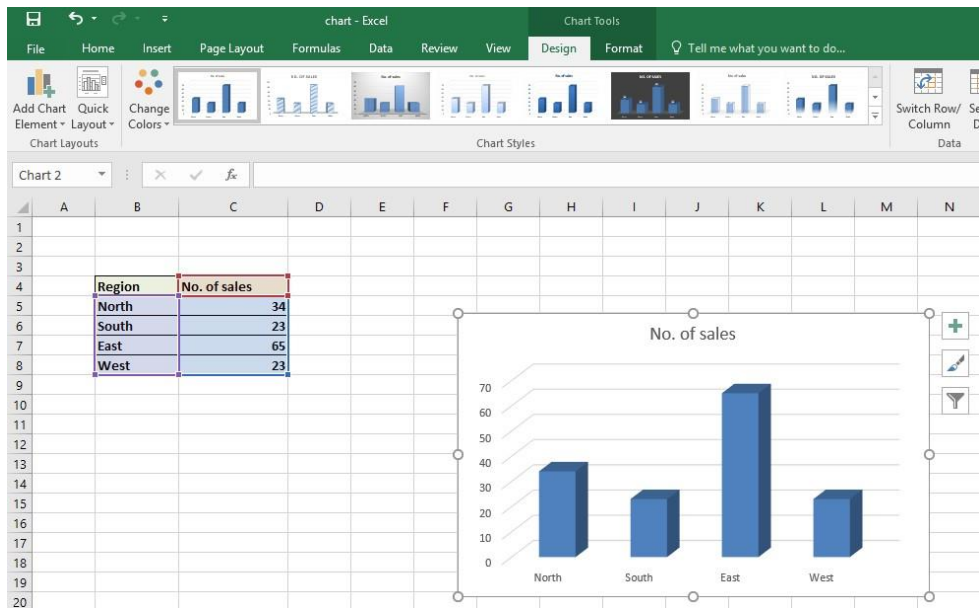 chart - Excel
Chart Tools
File Home Insert Page Layout Formulas Data Review View Design Format Tell me what you want to do...
Add Chart Element Quick Layout Change Colors Switch Row/ Column
Chart Layouts Chart Styles Data
Chart 2 fx
A B C D E F G H I J K L M N
1
2
3
4 Region No. of sales
5 North 34
6 South 23
7 East 65
8 West 23
9
10
11
12
13
14
15
16
17
18
19
20
No. of sales
70
60
50
40
30
20
10
0
North South East West